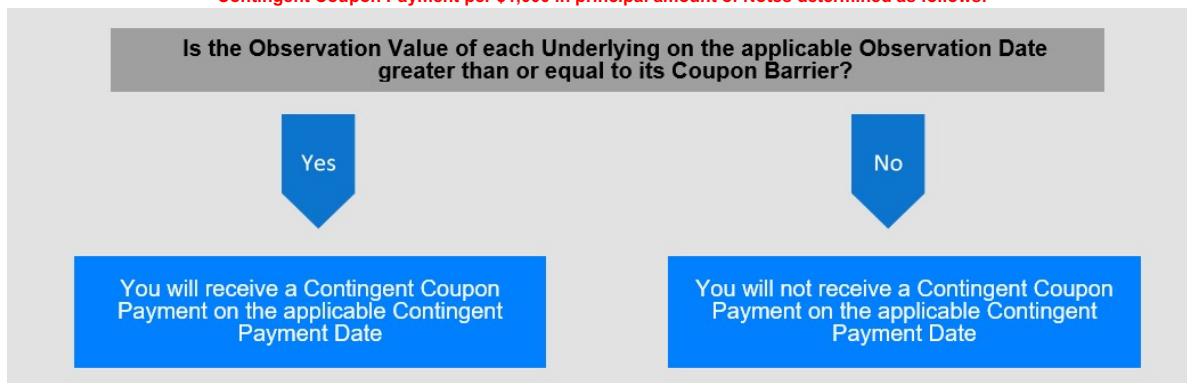 Contingent Coupon Payment per $1,000 in principal amount of Notes determined as follows:
Is the Observation Value of each Underlying on the applicable Observation Date
greater than or equal to its Coupon Barrier?
Yes
No
You will receive a Contingent Coupon
Payment on the applicable Contingent
Payment Date
You will not receive a Contingent Coupon
Payment on the applicable Contingent
Payment Date